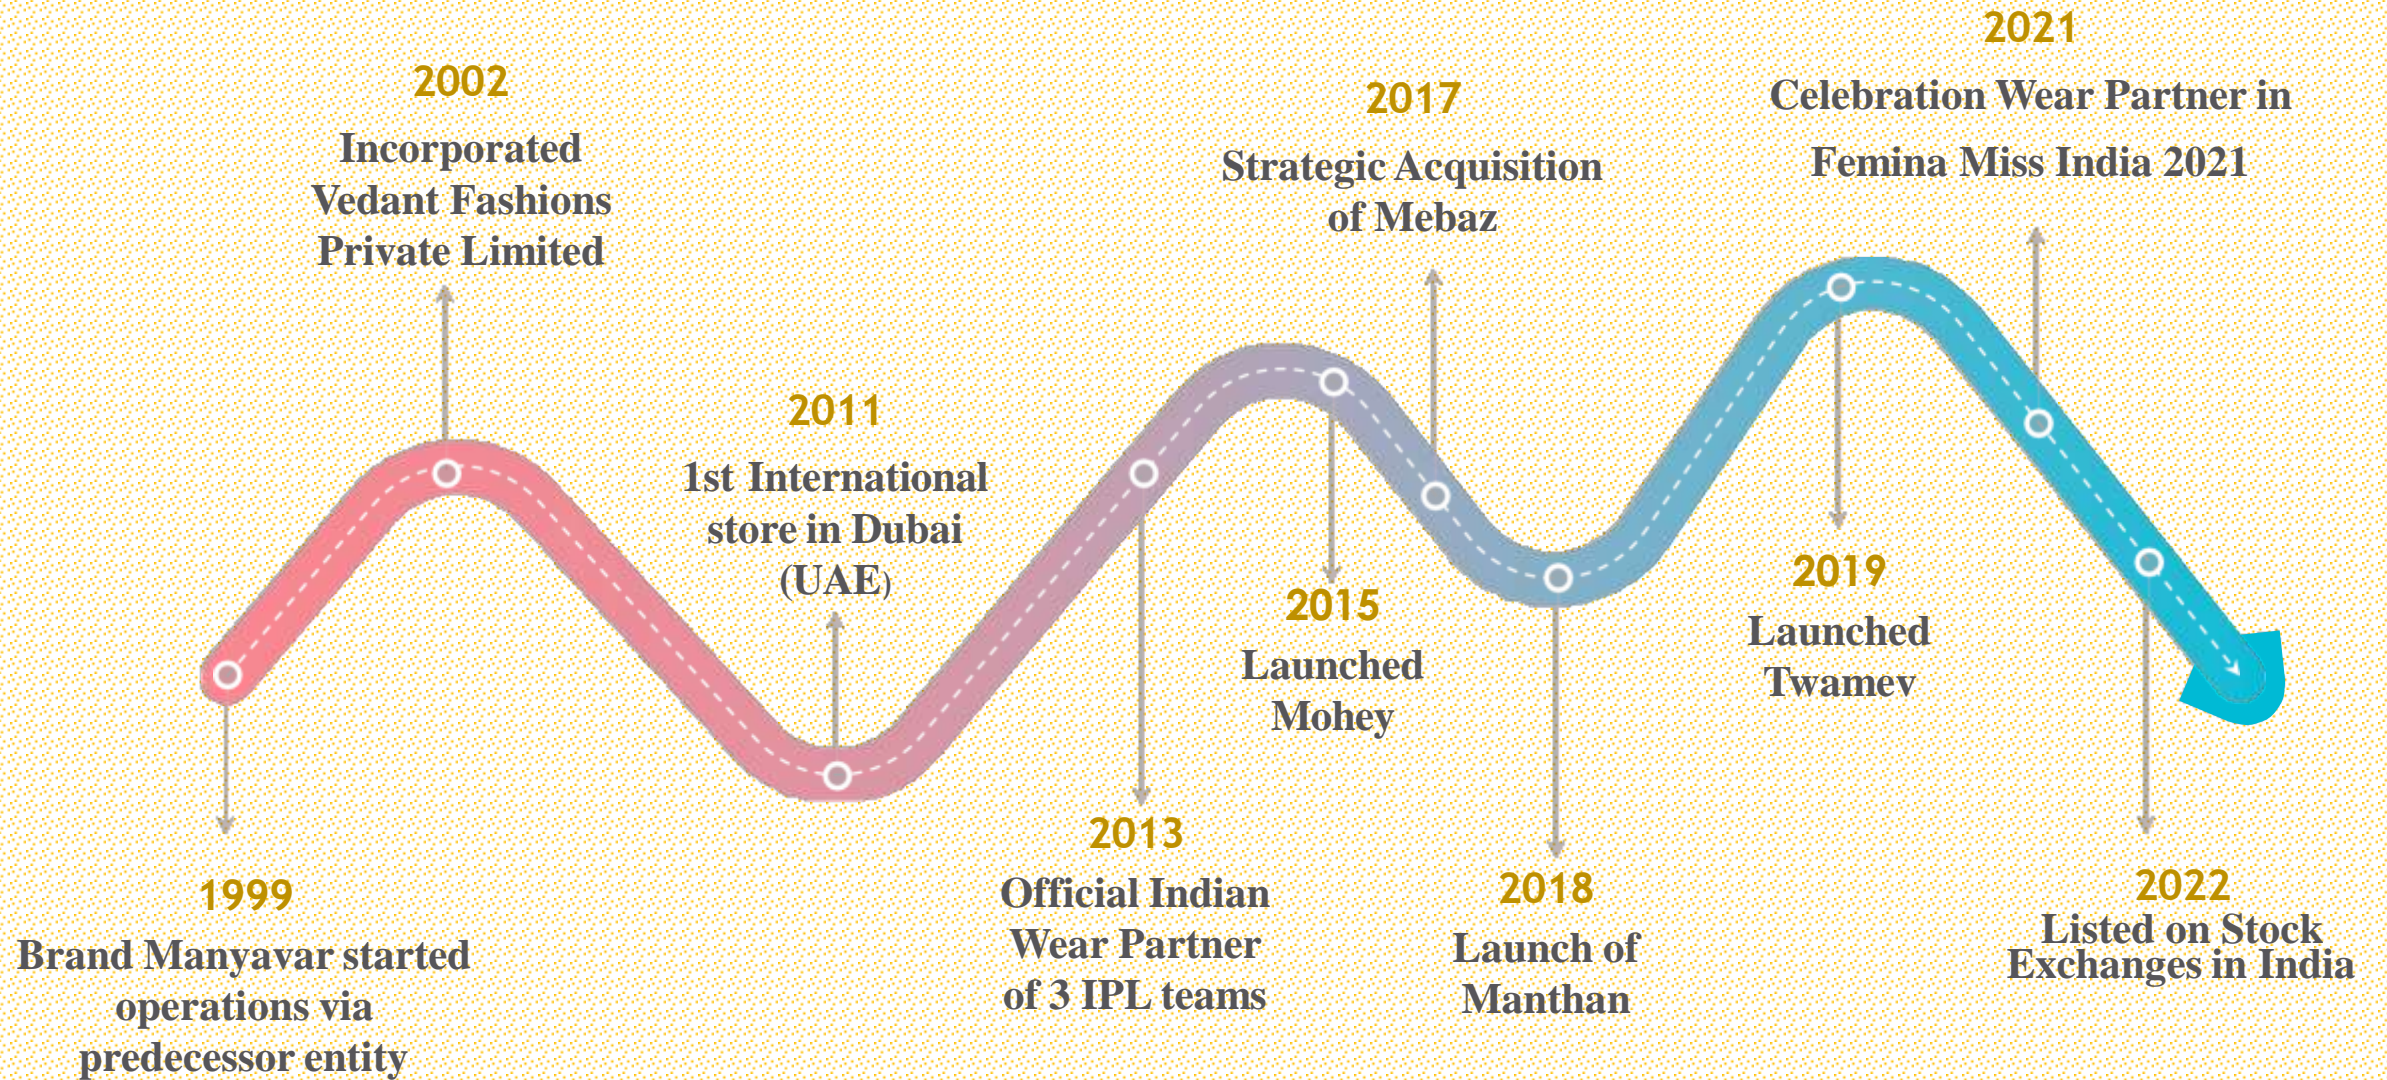 1999
Brand Manyavar started
operations via
predecessor entity
2002
Incorporated
Vedant Fashions
Private Limited
2011
1st International
store in Dubai
(UAE)
2013
Official Indian
Wear Partner
of 3 IPL teams
2015
Launched
Mohey
2017
Strategic Acquisition
of Mebaz
2018
Launch of
Manthan
2019
Launched
Twamev
2021
Celebration Wear Partner in
Femina Miss India 2021
2022
Listed on Stock
Exchanges in India